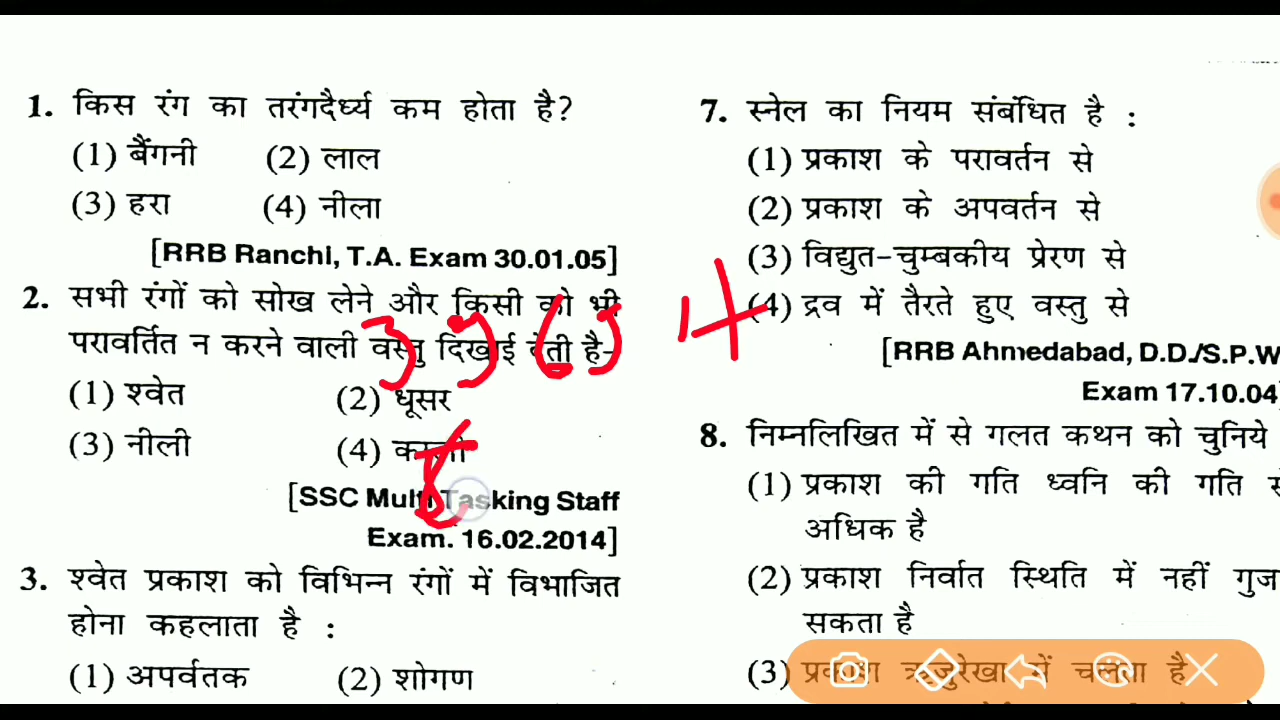 1. किस रंग का तरंगदैर्ध्य कम होता है?
(1) बैंगनी (2) लाल
(3) हरा (4) नीला
[RRB Ranchi, T.A. Exam 30.01.05]
2. सभी रंगों को सोख लेने और किसी को भी
परावर्तित न करने वाली वस्तु दिखाई देती है-
(1) श्वेत (2) धूसर
(3) नीली (4) काली
[SSC Multi Tasking Staff
Exam. 16.02.2014]
3. श्वेत प्रकाश को विभिन्न रंगों में विभाजित
होना कहलाता है :
(1) अपर्वतक (2) शोगण
7. स्नेल का नियम संबंधित है :
(1) प्रकाश के परावर्तन से
(2) प्रकाश के अपवर्तन से
(3) विद्युत-चुम्बकीय प्रेरण से
(4) द्रव में तैरते हुए वस्तु से
[RRB Ahmedabad, D.D./S.P.W
Exam 17.10.04
8. निम्नलिखित में से गलत कथन को चुनिये
(1) प्रकाश की गति ध्वनि की गति से
अधिक है
(2) प्रकाश निर्वात स्थिति में नहीं गुज
सकता है
(3) प्रकाश ऋजुरेखा में चलता है